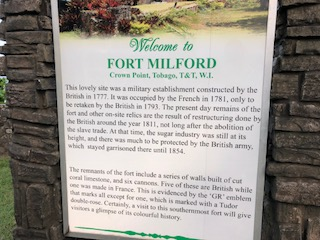 Welcome to
FORT MILFORD
Crown Point, Tobago, T&T, W.I.
This lovely site was a military establishment constructed by the
British in 1777. It was occupied by the French in 1781, only to
be retaken by the British in 1793. The present day remains of the
fort and other on-site relics are the result of restructuring done by
the British around the year 1811, not long after the abolition of
the slave trade. At that time, the sugar industry was still at its
height, and there was much to be protected by the British army,
which stayed garrisoned there until 1854.
The remnants of the fort include a series of walls built of cut
coral limestone, and six cannons. Five of these are British while
one was made in France. This is evidenced by the 'GR' emblem
that marks all except for one, which is marked with a Tudor
double-rose. Certainly, a visit to this southernmost fort will give
visitors a glimpse of its colourful history.